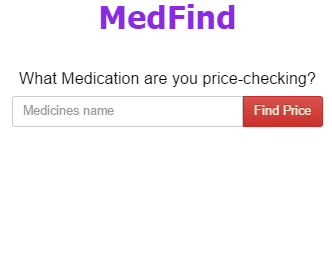 MedFind
What Medication are you price-checking?
Medicines name
Find Price